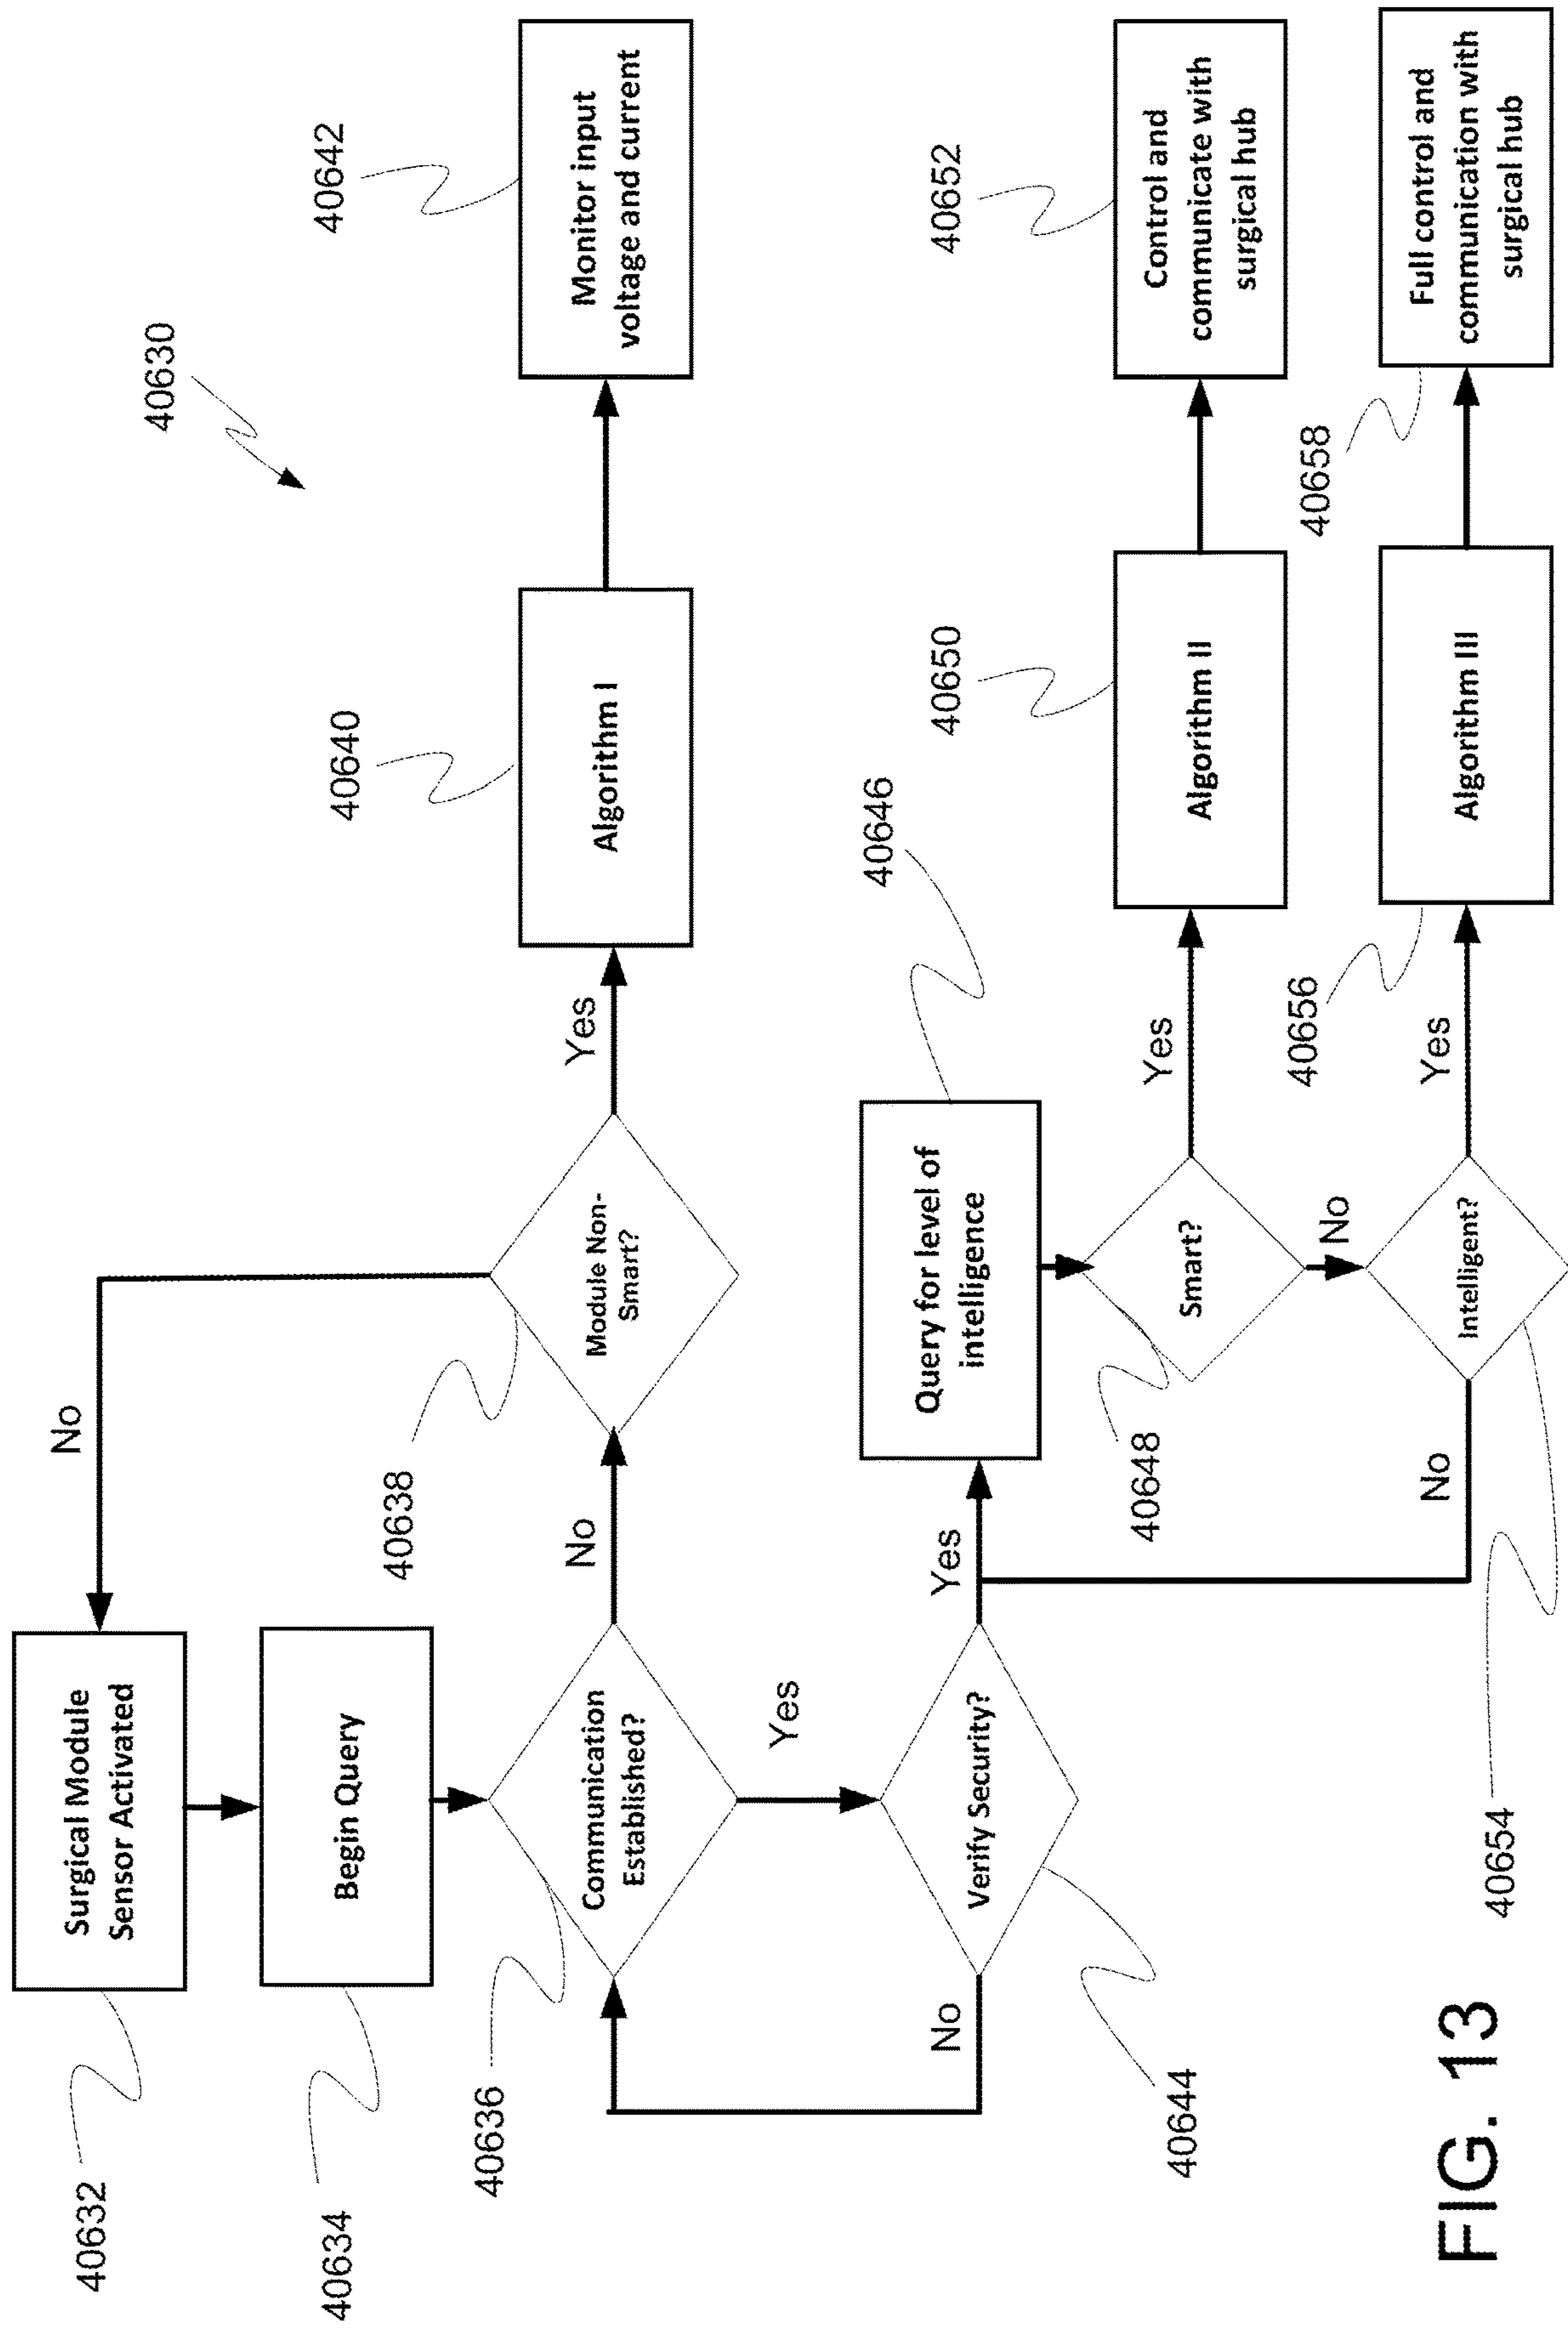 40630
40632
Surgical Module
Sensor Activated
No
40634
Begin Query
40636
Communication
Established?
No
40638
Module Non-
Smart?
Yes
40640
Algorithm I
40642
Monitor input
voltage and current
Yes
No
Verify Security?
40644
Yes
Query for level of
intelligence
40646
40648
Smart?
Yes
40650
Algorithm II
40652
Control and
communicate with
surgical hub
No
No
Intelligent?
40654
Yes
40656
Algorithm III
40658
Full control and
communication with
surgical hub
FIG. 13